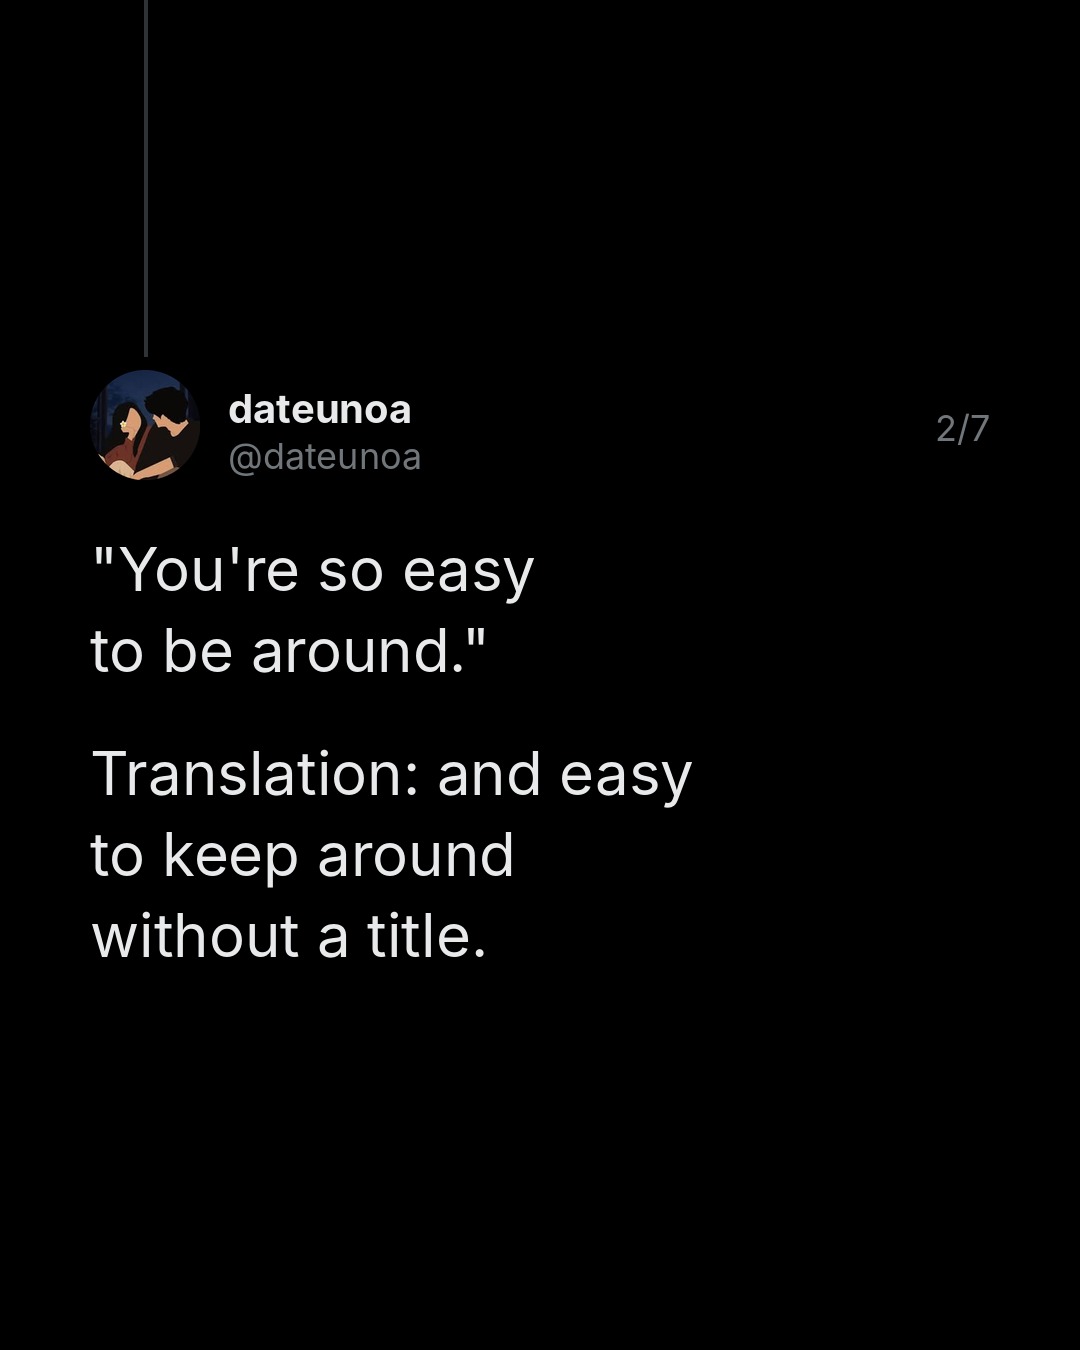 dateunoa
@dateunoa
2/7
"You're so easy
to be around."
Translation: and easy
to keep around
without a title.